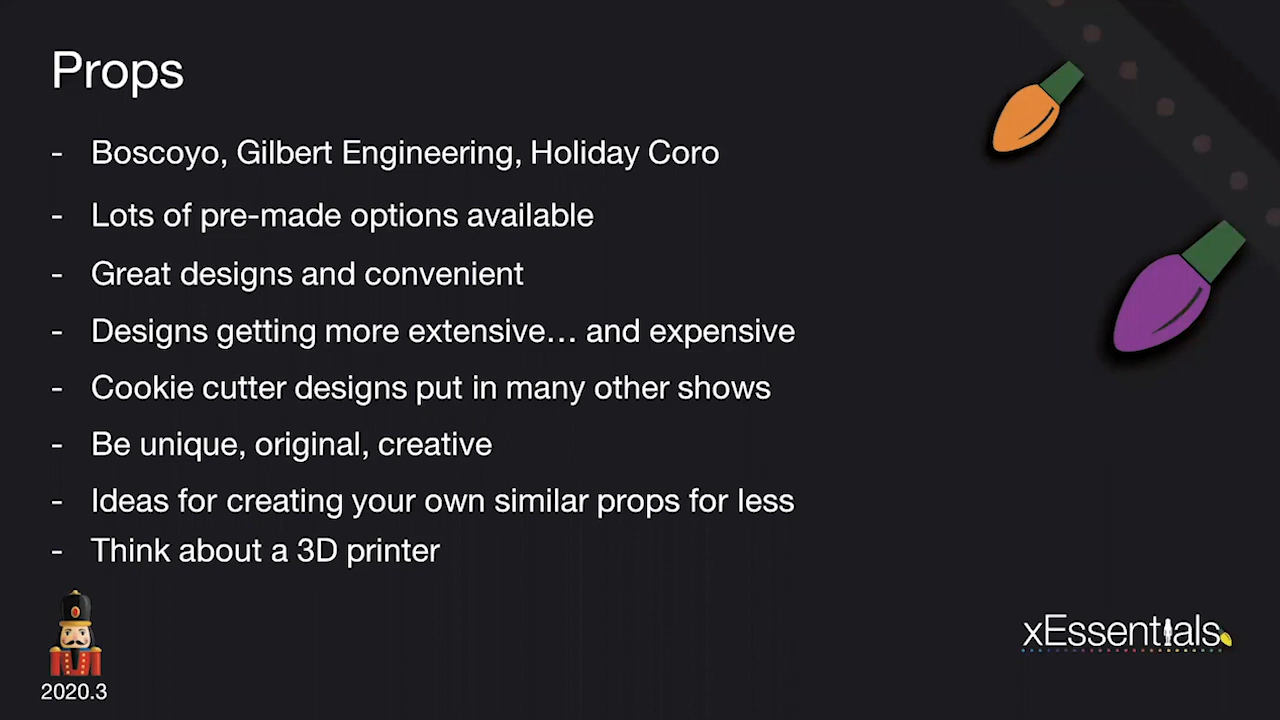 Props
- Boscoyo, Gilbert Engineering, Holiday Coro
- Lots of pre-made options available
- Great designs and convenient
- Designs getting more extensive… and expensive
- Cookie cutter designs put in many other shows
- Be unique, original, creative
- Ideas for creating your own similar props for less
- Think about a 3D printer
xEssentials
2020.3